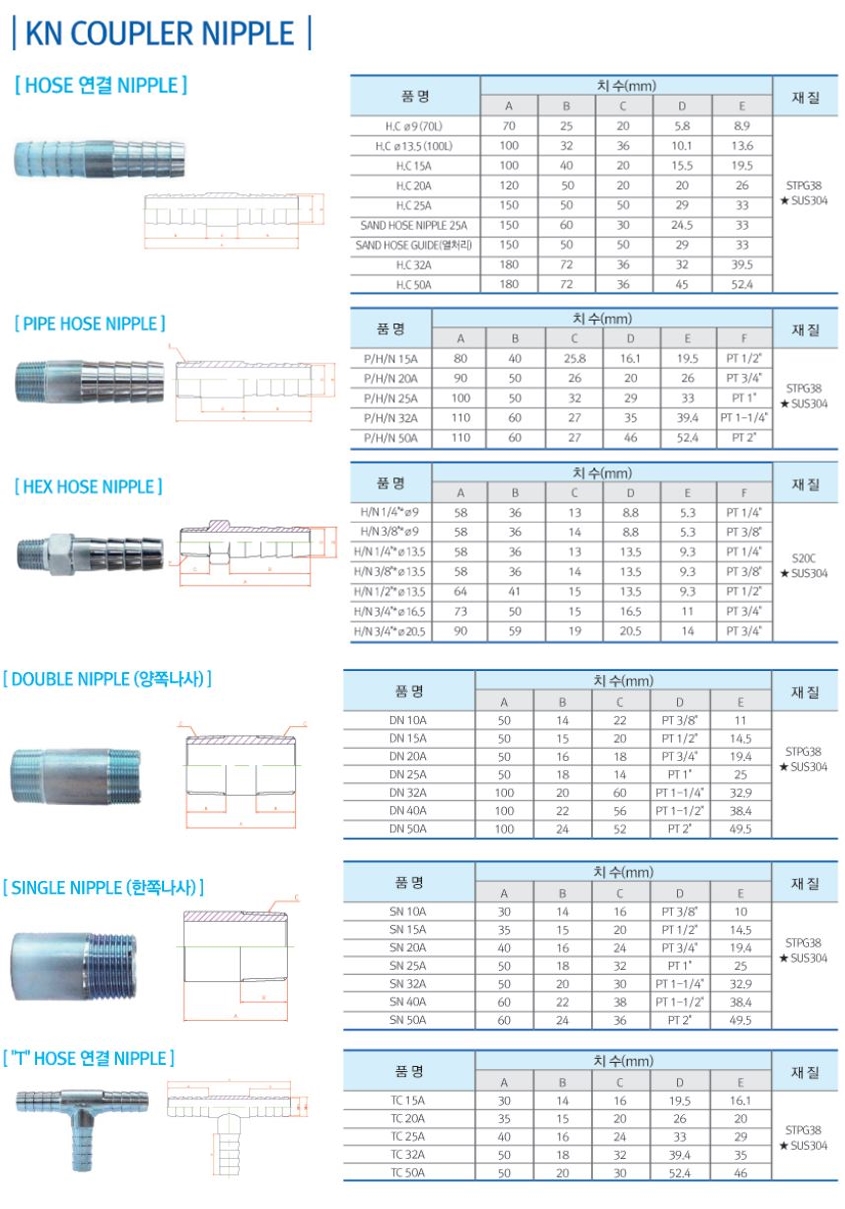 KN COUPLER NIPPLE
[ HOSE 연결 NIPPLE ]
품 명 치 수(mm) 재 질
A B C D E
H.C ø9 (70L) 70 25 20 5.8 8.9
H.C ø13.5 (100L) 100 32 36 10.1 13.6
H.C 15A 100 40 20 15.5 19.5
H.C 20A 120 50 20 20 26
H.C 25A 150 50 50 29 33
SAND HOSE NIPPLE 25A 150 60 30 24.5 33
SAND HOSE GUIDE(열처리) 150 50 50 29 33
H.C 32A 180 72 36 32 39.5
H.C 50A 180 72 36 45 52.4
STPG38
★ SUS304
[ PIPE HOSE NIPPLE ]
품 명 치 수(mm) 재 질
A B C D E F
P/H/N 15A 80 40 25.8 16.1 19.5 PT 1/2"
P/H/N 20A 90 50 26 20 26 PT 3/4"
P/H/N 25A 100 50 32 29 33 PT 1"
P/H/N 32A 110 60 27 35 39.4 PT 1-1/4"
P/H/N 50A 110 60 27 46 52.4 PT 2"
STPG38
★ SUS304
[ HEX HOSE NIPPLE ]
품 명 치 수(mm) 재 질
A B C D E F
H/N 1/4"*ø9 58 36 13 8.8 5.3 PT 1/4"
H/N 3/8"*ø9 58 36 14 8.8 5.3 PT 3/8"
H/N 1/4"*ø13.5 58 36 13 13.5 9.3 PT 1/4"
H/N 3/8"*ø13.5 58 36 14 13.5 9.3 PT 3/8"
H/N 1/2"*ø13.5 64 41 15 13.5 9.3 PT 1/2"
H/N 3/4"*ø16.5 73 50 15 16.5 11 PT 3/4"
H/N 3/4"*ø20.5 90 59 19 20.5 14 PT 3/4"
S20C
★ SUS304
[ DOUBLE NIPPLE (양쪽나사) ]
품 명 치 수(mm) 재 질
A B C D E
DN 10A 50 14 22 PT 3/8" 11
DN 15A 50 15 20 PT 1/2" 14.5
DN 20A 50 16 18 PT 3/4" 19.4
DN 25A 50 18 14 PT 1" 25
DN 32A 100 20 60 PT 1-1/4" 32.9
DN 40A 100 22 56 PT 1-1/2" 38.4
DN 50A 100 24 52 PT 2" 49.5
STPG38
★ SUS304
[ SINGLE NIPPLE (한쪽나사) ]
품 명 치 수(mm) 재 질
A B C D E
SN 10A 30 14 16 PT 3/8" 10
SN 15A 35 15 20 PT 1/2" 14.5
SN 20A 40 16 24 PT 3/4" 19.4
SN 25A 50 18 32 PT 1" 25
SN 32A 50 20 30 PT 1-1/4" 32.9
SN 40A 60 22 38 PT 1-1/2" 38.4
SN 50A 60 24 36 PT 2" 49.5
STPG38
★ SUS304
[ "T" HOSE 연결 NIPPLE ]
품 명 치 수(mm) 재 질
A B C D E
TC 15A 30 14 16 19.5 16.1
TC 20A 35 15 20 26 20
TC 25A 40 16 24 33 29
TC 32A 50 18 32 39.4 35
TC 50A 50 20 30 52.4 46
STPG38
★ SUS304